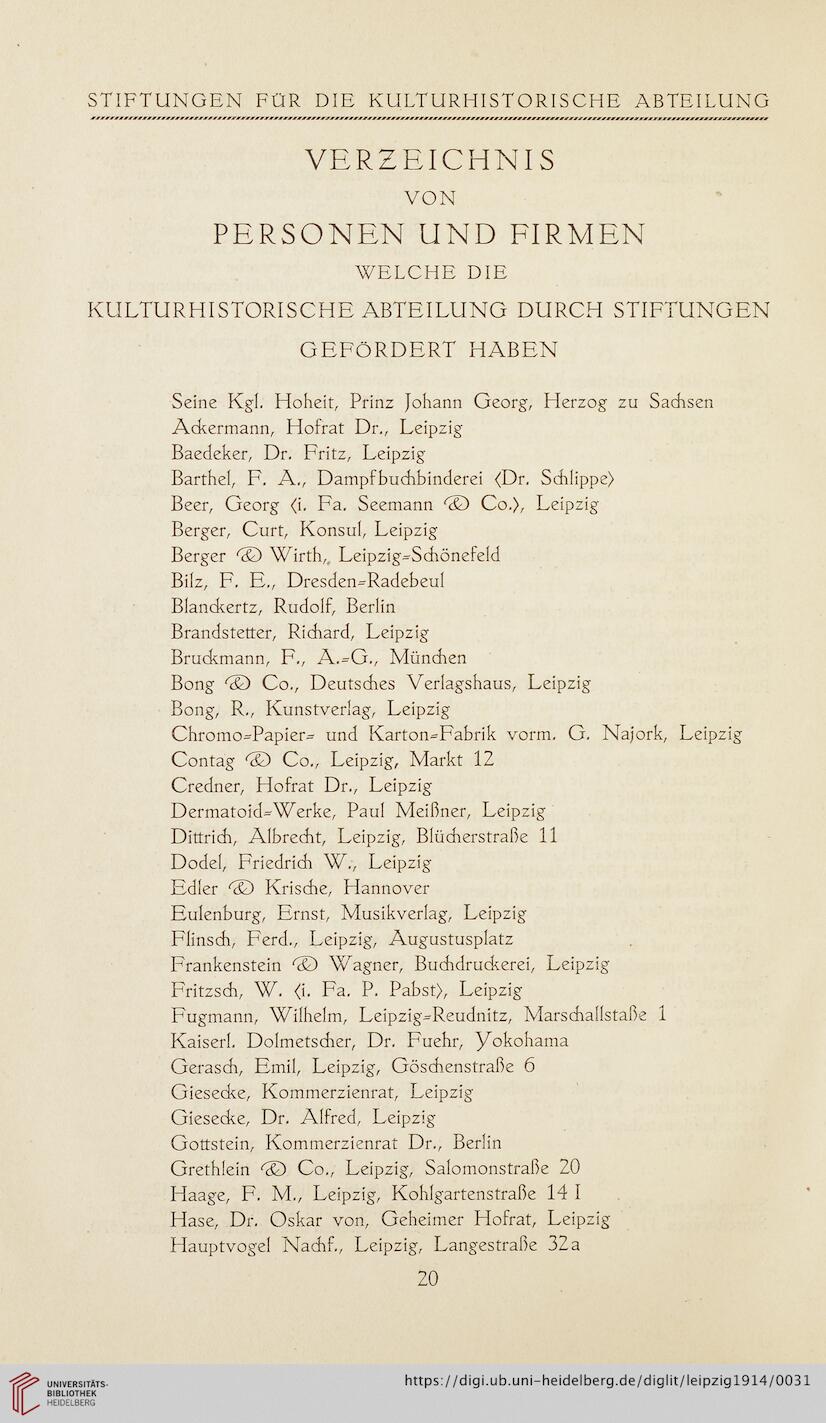 STIFTUNGEN FÜR DIE KULTURHISTORISCHE ABTEILUNG
VERZEICHNIS
VON
PERSONEN UND FIRMEN
WELCHE DIE
KULTURHISTORISCHE ABTEILUNG DURCH STIFTUNGEN
GEFÖRDERT HABEN
Seine Kgl. Hoheit, Prinz Johann Georg, Herzog zu Sachsen
Ackermann, Hofrat Dr., Leipzig
Baedeker, Dr. Fritz, Leipzig
Barthel, F. A., Dampfbuchbinderei (Dr. Schlippe)
Beer, Georg (i. Fa. Seemann & Co.), Leipzig
Berger, Curt, Konsul, Leipzig
Berger & Wirth,, Leipzig-Schönefeld
Bilz, F. E., Dresden-Radebeul
Blanckertz, Rudolf, Berlin
Brandstetter, Richard, Leipzig
Bruckmann, F., A.-G., München
Bong & Co., Deutsches Verlagshaus, Leipzig
Bong, R., Kunstverlag, Leipzig
Chromo-Papier- und Karton-Fabrik vorm. G. Najork, Leipzig
Contag & Co., Leipzig, Markt 12
Credner, Hofrat Dr., Leipzig
Dermatoid-Werke, Paul Meißner, Leipzig
Dittrich, Albrecht, Leipzig, Blücherstraße 11
Dodel, Friedrich W., Leipzig
Edler & Krische, Hannover
Eulenburg, Ernst, Musikverlag, Leipzig
Flinsch, Ferd., Leipzig, Augustusplatz
Frankenstein & Wagner, Buchdruckerei, Leipzig
Fritzsch, W. (i. Fa. P. Pabst), Leipzig
Fugmann, Wilhelm, Leipzig-Reudnitz, Marschallstaße 1
Kaiserl. Dolmetscher, Dr. Fuehr, Yokohama
Gerasch, Emil, Leipzig, Göschenstraße 6
Giesecke, Kommerzienrat, Leipzig
Giesecke, Dr. Alfred, Leipzig
Gottstein, Kommerzienrat Dr., Berlin
Grethlein & Co., Leipzig, Salomonstraße 20
Haage, F. M., Leipzig, Kohlgartenstraße 14 I
Hase, Dr. Oskar von, Geheimer Hofrat, Leipzig
Hauptvogel Nachf., Leipzig, Langestraße 32a
20
UNIVERSITÄTS-
BIBLIOTHEK
HEIDELBERG
https://digi.ub.uni-heidelberg.de/diglit/leipzig1914/0031